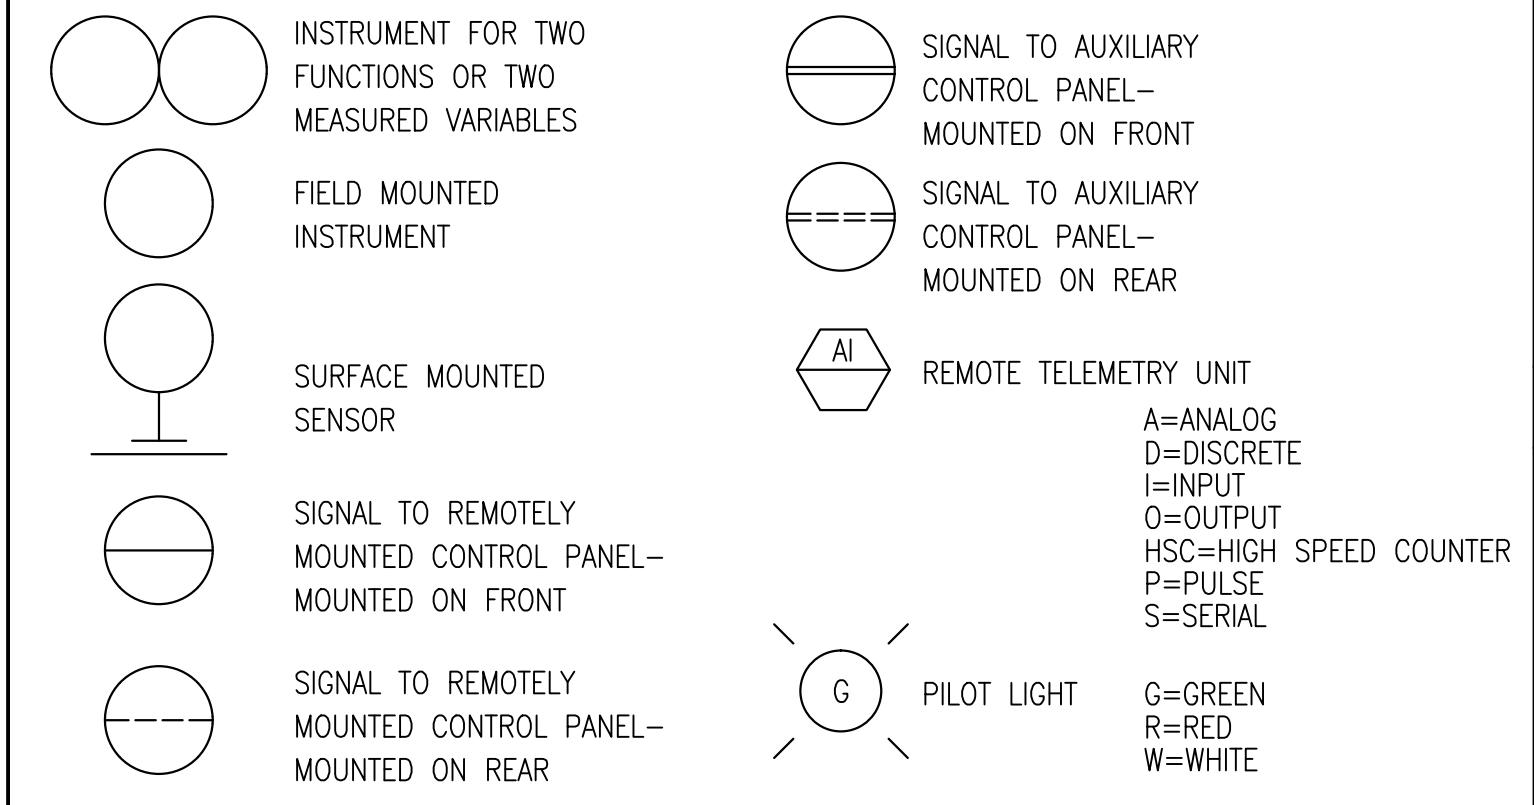 INSTRUMENT FOR TWO
FUNCTIONS OR TWO
MEASURED VARIABLES
FIELD MOUNTED
INSTRUMENT
SURFACE MOUNTED
SENSOR
SIGNAL TO REMOTELY
MOUNTED CONTROL PANEL–
MOUNTED ON FRONT
SIGNAL TO REMOTELY
MOUNTED CONTROL PANEL–
MOUNTED ON REAR
SIGNAL TO AUXILIARY
CONTROL PANEL–
MOUNTED ON FRONT
SIGNAL TO AUXILIARY
CONTROL PANEL–
MOUNTED ON REAR
AI
REMOTE TELEMETRY UNIT
A=ANALOG
D=DISCRETE
I=INPUT
O=OUTPUT
HSC=HIGH SPEED COUNTER
P=PULSE
S=SERIAL
G
PILOT LIGHT
G=GREEN
R=RED
W=WHITE